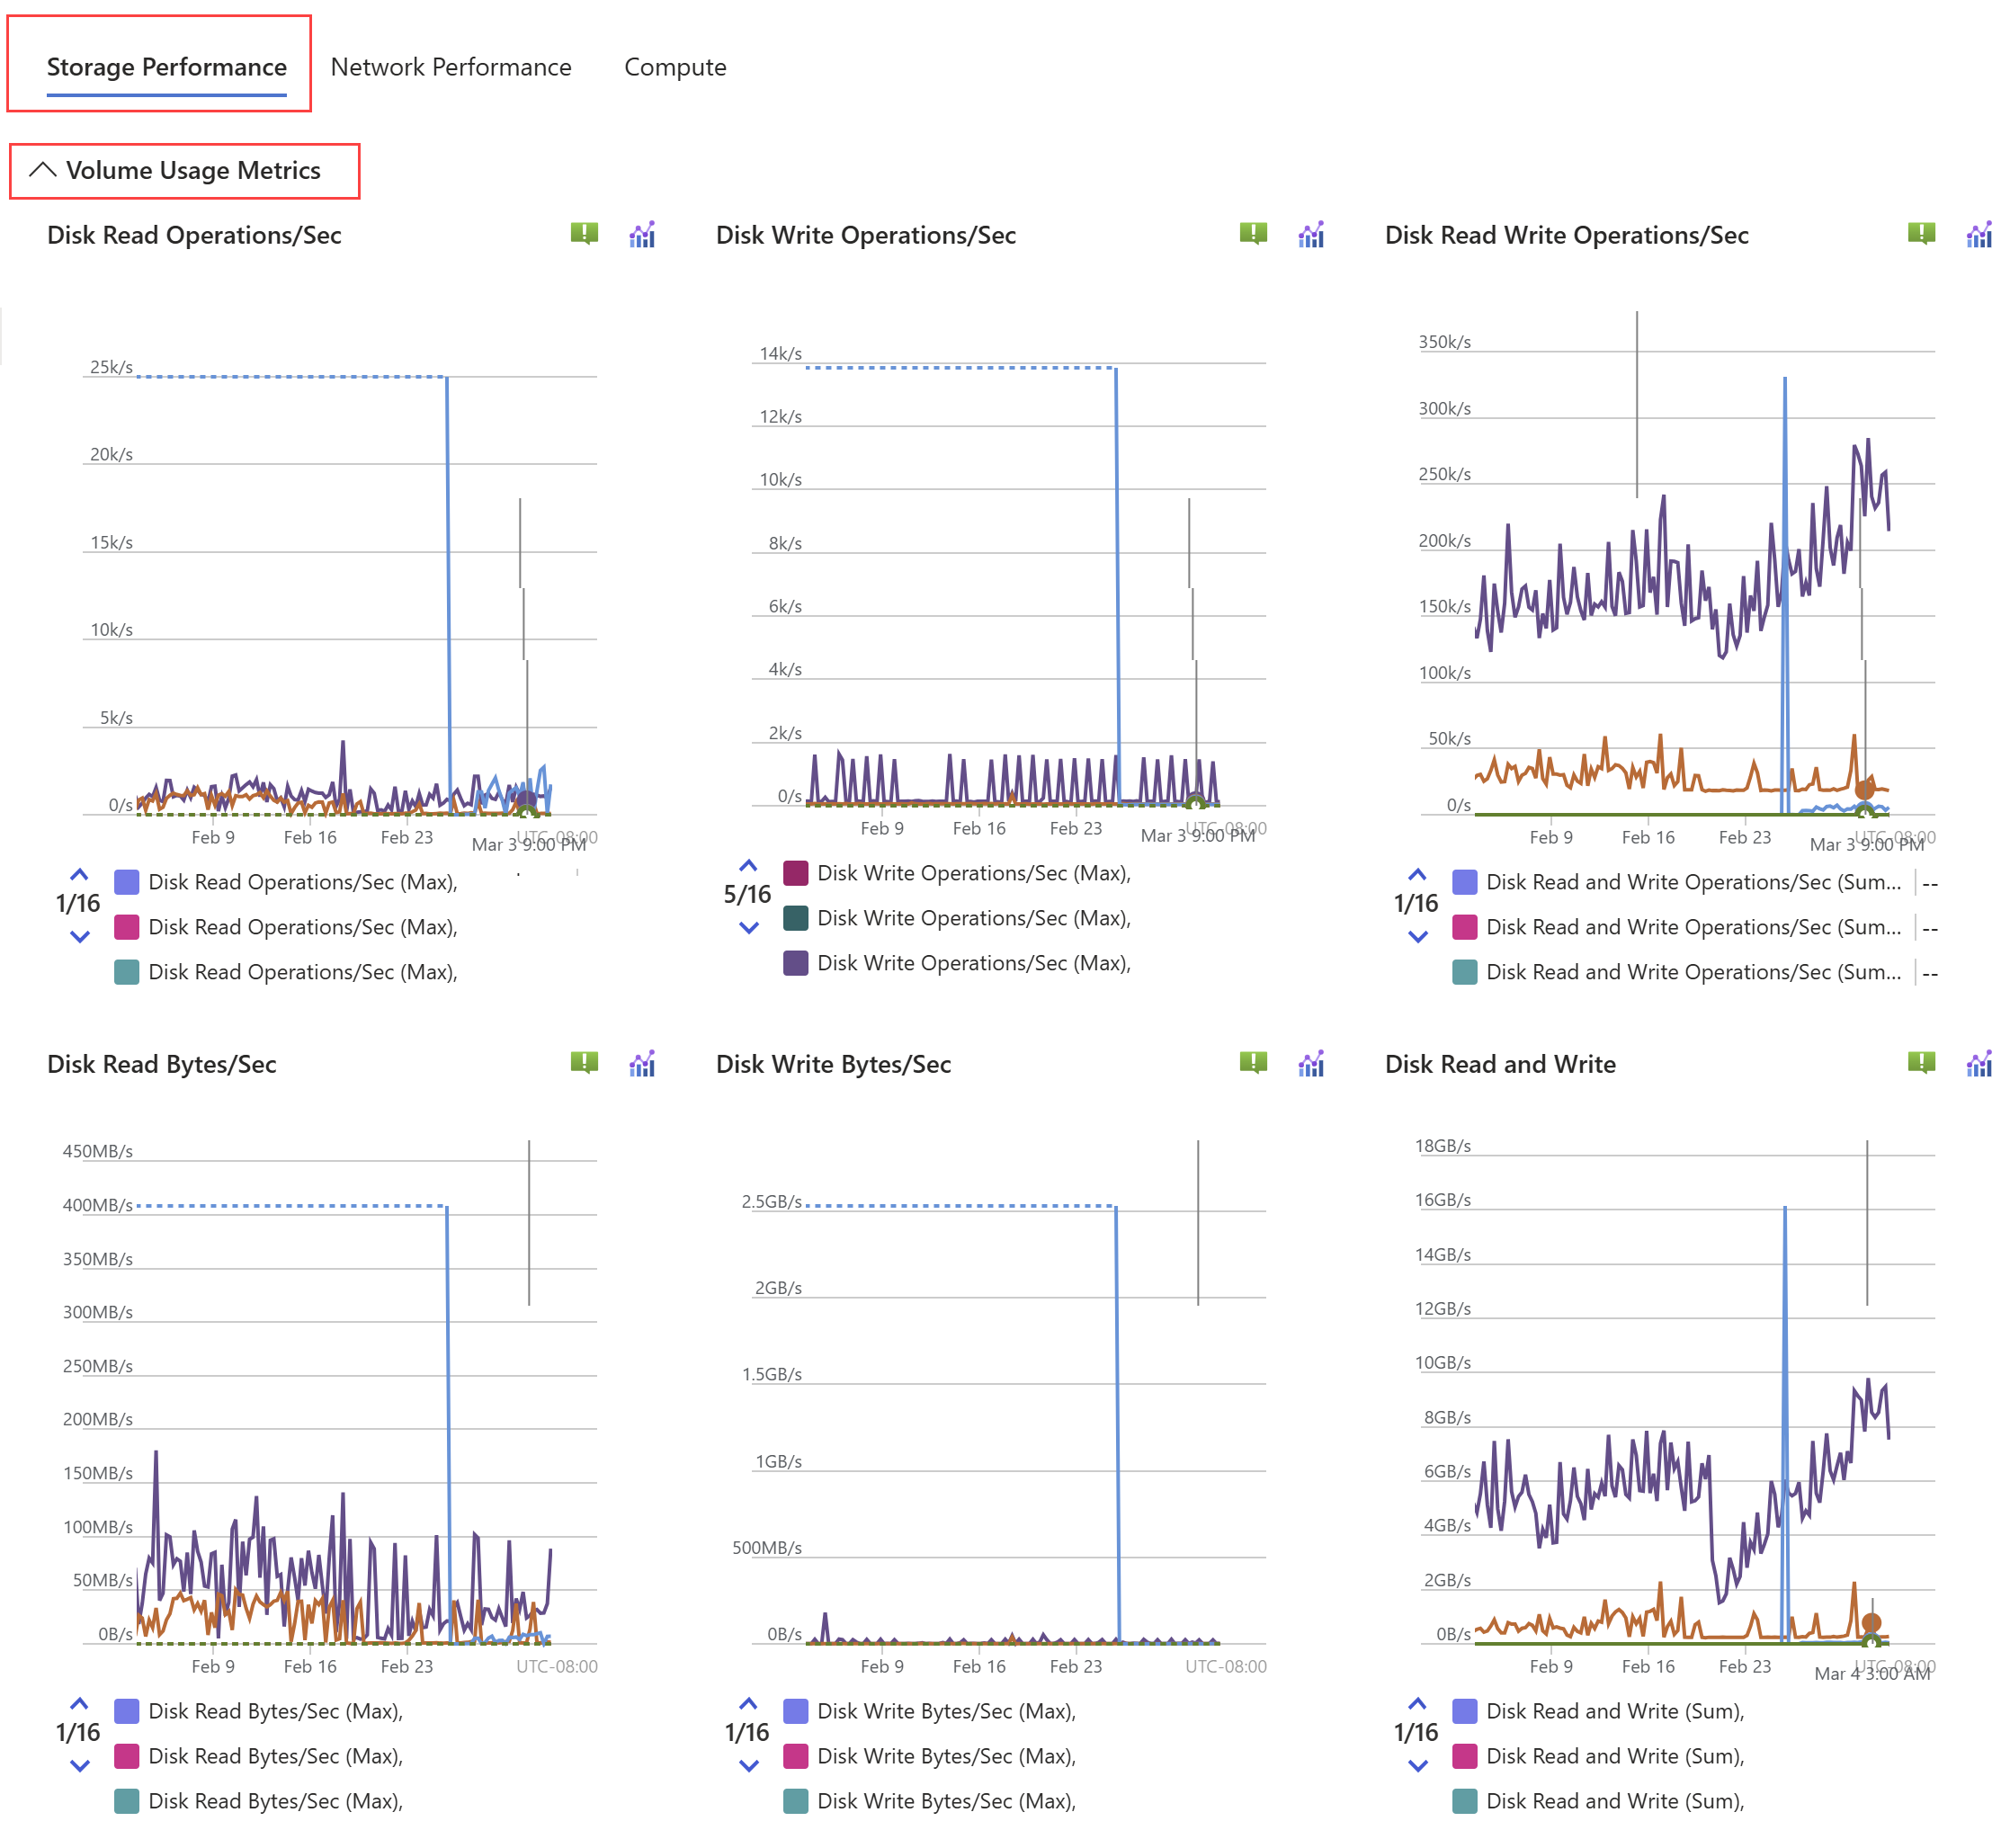 Storage Performance Network Performance Compute
Volume Usage Metrics
Disk Read Operations/Sec
25k/s
20k/s
15k/s
10k/s
5k/s
0/s
Feb 9 Feb 16 Feb 23 UTC-08:00
Mar 3 9:00 PM
1/16
Disk Read Operations/Sec (Max),
Disk Read Operations/Sec (Max),
Disk Read Operations/Sec (Max),
Disk Write Operations/Sec
14k/s
12k/s
10k/s
8k/s
6k/s
4k/s
2k/s
0/s
Feb 9 Feb 16 Feb 23 UTC-08:00
Mar 3 9:00 PM
5/16
Disk Write Operations/Sec (Max),
Disk Write Operations/Sec (Max),
Disk Write Operations/Sec (Max),
Disk Read Write Operations/Sec
350k/s
300k/s
250k/s
200k/s
150k/s
100k/s
50k/s
0/s
Feb 9 Feb 16 Feb 23 UTC-08:00
Mar 3 9:00 PM
1/16
Disk Read and Write Operations/Sec (Sum... --
Disk Read and Write Operations/Sec (Sum... --
Disk Read and Write Operations/Sec (Sum... --
Disk Read Bytes/Sec
450MB/s
400MB/s
350MB/s
300MB/s
250MB/s
200MB/s
150MB/s
100MB/s
50MB/s
0B/s
Feb 9 Feb 16 Feb 23 UTC-08:00
1/16
Disk Read Bytes/Sec (Max),
Disk Read Bytes/Sec (Max),
Disk Read Bytes/Sec (Max),
Disk Write Bytes/Sec
2.5GB/s
2GB/s
1.5GB/s
1GB/s
500MB/s
0B/s
Feb 9 Feb 16 Feb 23 UTC-08:00
1/16
Disk Write Bytes/Sec (Max),
Disk Write Bytes/Sec (Max),
Disk Write Bytes/Sec (Max),
Disk Read and Write
18GB/s
16GB/s
14GB/s
12GB/s
10GB/s
8GB/s
6GB/s
4GB/s
2GB/s
0B/s
Feb 9 Feb 16 Feb 23 UTC-08:00
Mar 4 3:00 AM
1/16
Disk Read and Write (Sum),
Disk Read and Write (Sum),
Disk Read and Write (Sum),